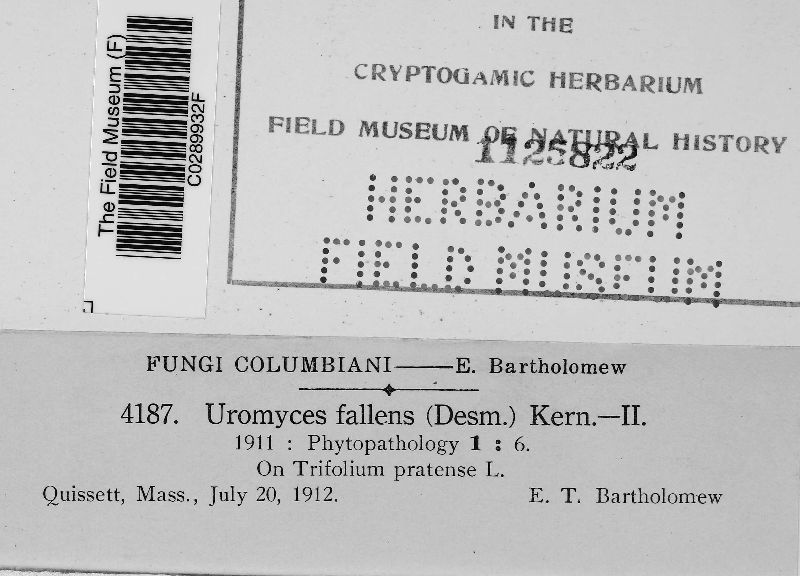 The Field Museum (F)
C0289932F
IN THE
CRYPTOGAMIC HERBARIUM
FIELD MUSEUM OF NATURAL HISTORY
1125822
HERBARIUM
FIELD MUSEUM
FUNGI COLUMBIANI——E. Bartholomew
4187. Uromyces fallens (Desm.) Kern.—II.
1911 : Phytopathology 1 : 6.
On Trifolium pratense L.
Quissett, Mass., July 20, 1912. E. T. Bartholomew